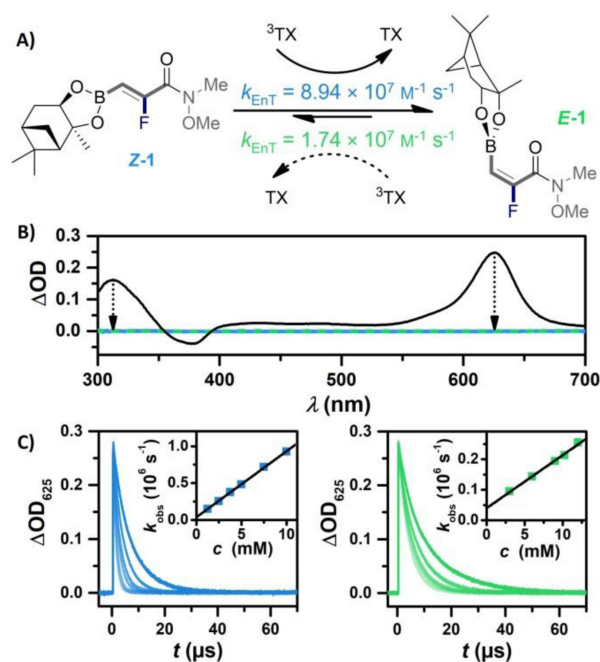 A)
³TX TX
k_EnT = 8.94 × 10⁷ M⁻¹ s⁻¹
k_EnT = 1.74 × 10⁷ M⁻¹ s⁻¹
TX ³TX
O B O F O N Me OMe
Z-1
O O B F O N Me OMe
E-1
B)
0.3
0.2
0.1
0.0
ΔOD
300 400 500 600 700
λ (nm)
C)
0.3
0.2
0.1
0.0
ΔOD₆₂₅
1.0
0.5
0.0
k_obs (10⁶ s⁻¹)
0 5 10
c (mM)
0 20 40 60
t (µs)
0.3
0.2
0.1
0.0
ΔOD₆₂₅
0.2
0.1
0.0
k_obs (10⁶ s⁻¹)
0 5 10
c (mM)
0 20 40 60
t (µs)